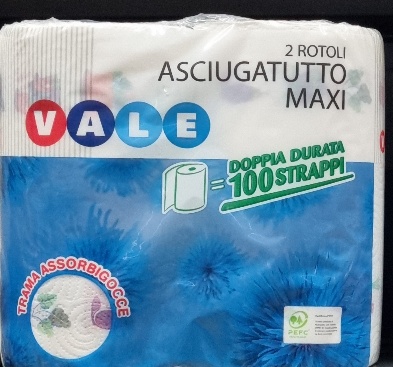 2 ROTOLI
ASCIUGATUTTO
MAXI
VALE
DOPPIA DURATA
= 100 STRAPPI
TRAMA ASSORBIGOCCE
PEFC